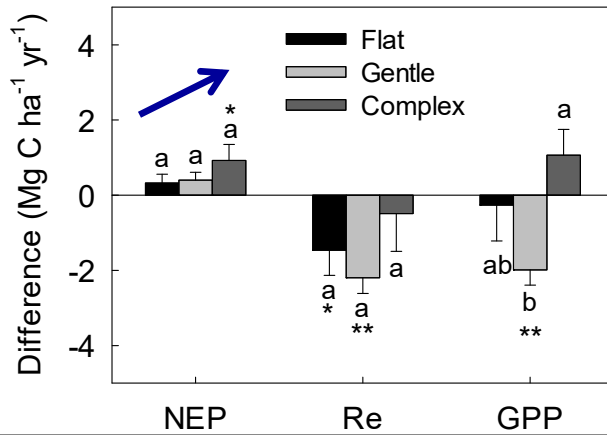 Difference (Mg C ha⁻¹ yr⁻¹)
4
2
0
-2
-4
Flat
Gentle
Complex
a
a
*
a
a
*
a
**
a
ab
b
**
a
NEP
Re
GPP